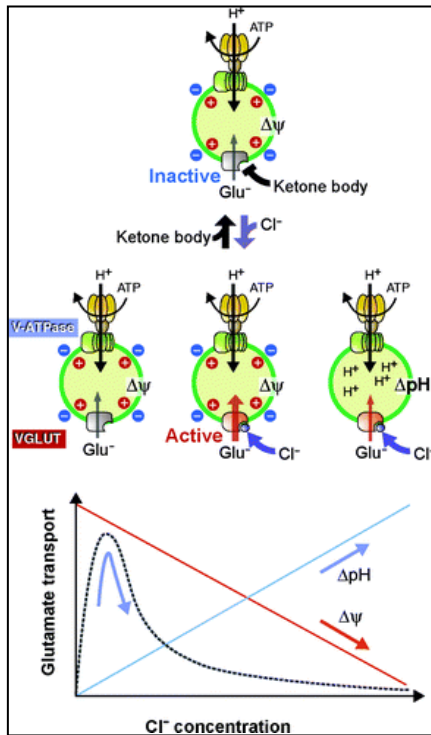 H⁺
ATP
Δψ
Inactive
Glu⁻
Ketone body
Ketone body
Cl⁻
H⁺
ATP
H⁺
ATP
H⁺
ATP
V-ATPase
Δψ
Δψ
H⁺ H⁺
H⁺ H⁺
ΔpH
VGLUT
Glu⁻
Active
Glu⁻
Cl⁻
Glu⁻
Cl
Glutamate transport
ΔpH
Δψ
Cl⁻ concentration